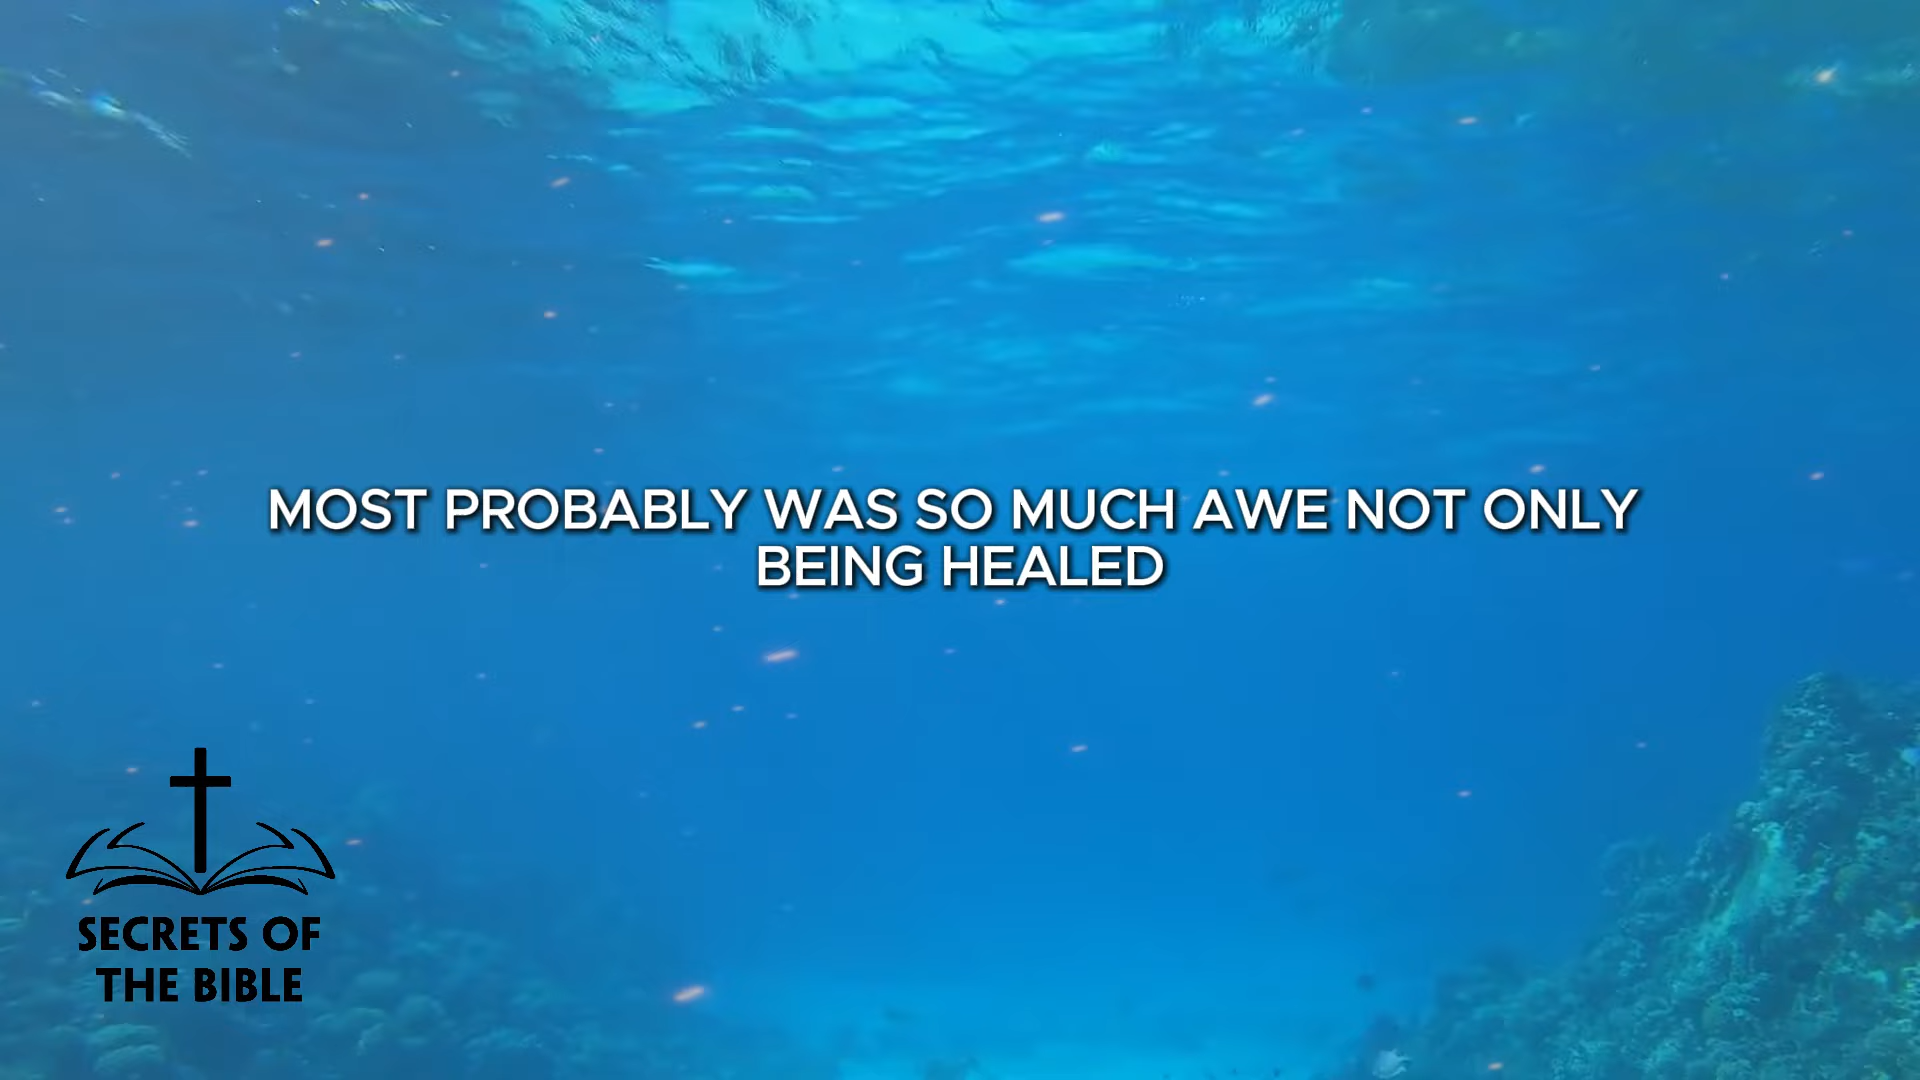 MOST PROBABLY WAS SO MUCH AWE NOT ONLY
BEING HEALED
SECRETS OF
THE BIBLE